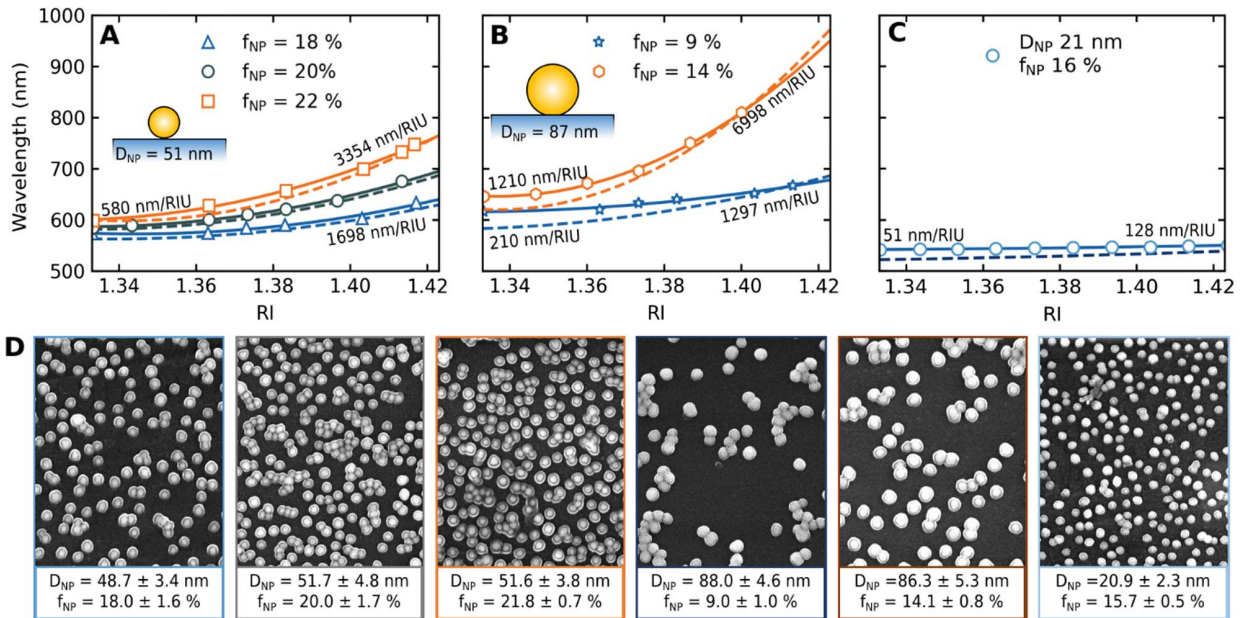 A
f_NP = 18 %
f_NP = 20%
f_NP = 22 %
D_NP = 51 nm
3354 nm/RIU
580 nm/RIU
1698 nm/RIU
Wavelength (nm)
1000
900
800
700
600
500
1.34
1.36
1.38
1.40
1.42
RI
B
f_NP = 9 %
f_NP = 14 %
D_NP = 87 nm
6998 nm/RIU
1210 nm/RIU
1297 nm/RIU
210 nm/RIU
1.34
1.36
1.38
1.40
1.42
RI
C
D_NP 21 nm
f_NP 16 %
51 nm/RIU
128 nm/RIU
1.34
1.36
1.38
1.40
1.42
RI
D
D_NP = 48.7 ± 3.4 nm
f_NP = 18.0 ± 1.6 %
D_NP = 51.7 ± 4.8 nm
f_NP = 20.0 ± 1.7 %
D_NP = 51.6 ± 3.8 nm
f_NP = 21.8 ± 0.7 %
D_NP = 88.0 ± 4.6 nm
f_NP = 9.0 ± 1.0 %
D_NP =86.3 ± 5.3 nm
f_NP = 14.1 ± 0.8 %
D_NP =20.9 ± 2.3 nm
f_NP = 15.7 ± 0.5 %